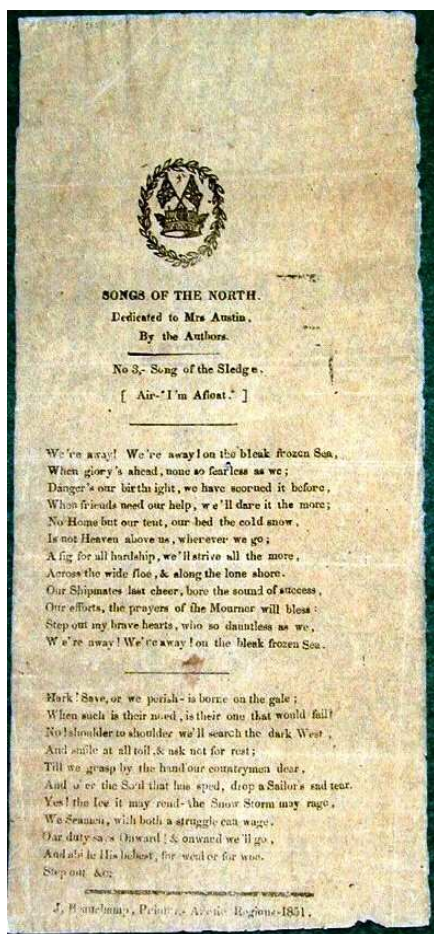 SONGS OF THE NORTH.
Dedicated to Mrs Austin,
By the Authors.
No 3,- Song of the Sledge.
[ Air-"I'm Afloat." ]
We're away! We're away! on the bleak frozen Sea,
When glory's ahead, none so fearless as we;
Danger's our birthright, we have scorned it before,
When friends need our help, we'll dare it the more;
No Home but our tent, our bed the cold snow,
Is not Heaven above us, wherever we go;
A fig for all hardship, we'll strive all the more,
Across the wide floe, & along the lone shore.
Our Shipmates last cheer, bore the sound of success,
Our efforts, the prayers of the Mourner will bless:
Step out my brave hearts, who so dauntless as we,
We're away! We're away! on the bleak frozen Sea.
Hark! Save, or we perish- is borne on the gale;
When such is their need, is their one that would fail!
No! shoulder to shoulder we'll search the dark West,
And smile at all toil, & ask not for rest;
Till we grasp by the hand our countrymen dear,
And o'er the Soul that has sped, drop a Sailor's sad tear.
Yes! the Ice it may rend- the Snow Storm may rage,
We Seamen, with both a struggle can wage,
Our duty says Onward! & onward we'll go,
And abide His behest, for weal or for woe.
Step out &c;
J, Beauchamp, Printer, Arctic Regions-1851.